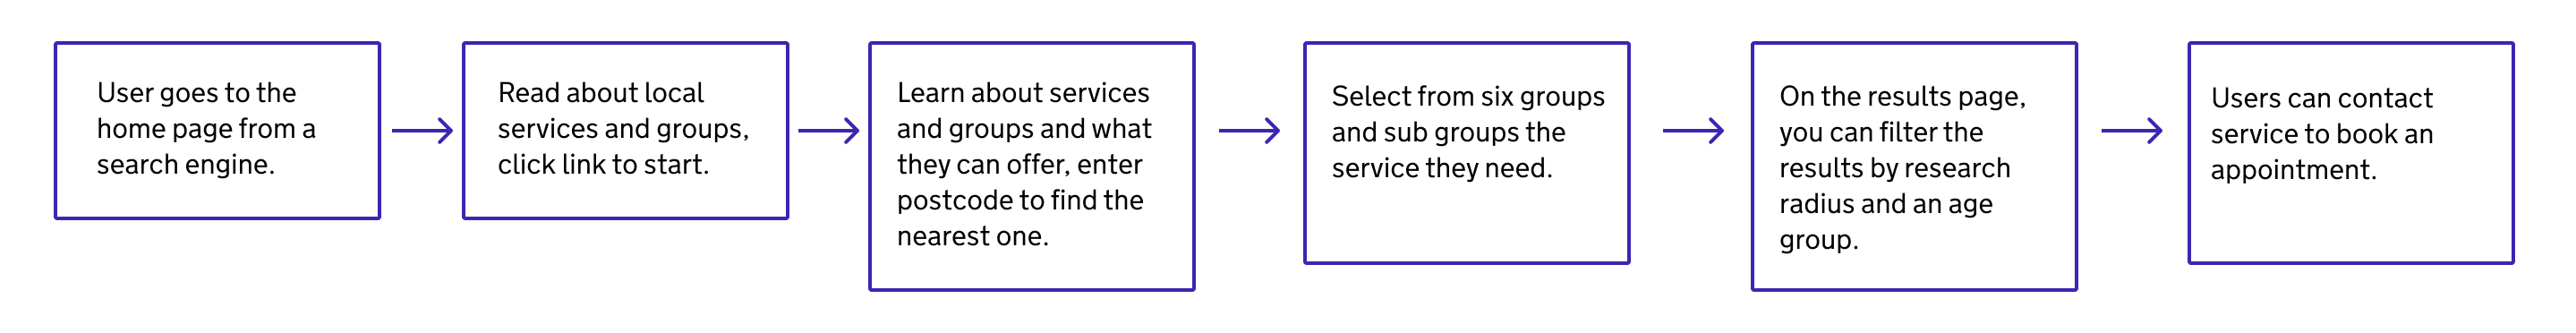 User goes to the
home page from a
search engine.
Read about local
services and groups,
click link to start.
Learn about services
and groups and what
they can offer, enter
postcode to find the
nearest one.
Select from six groups
and sub groups the
service they need.
On the results page,
you can filter the
results by research
radius and an age
group.
Users can contact
service to book an
appointment.